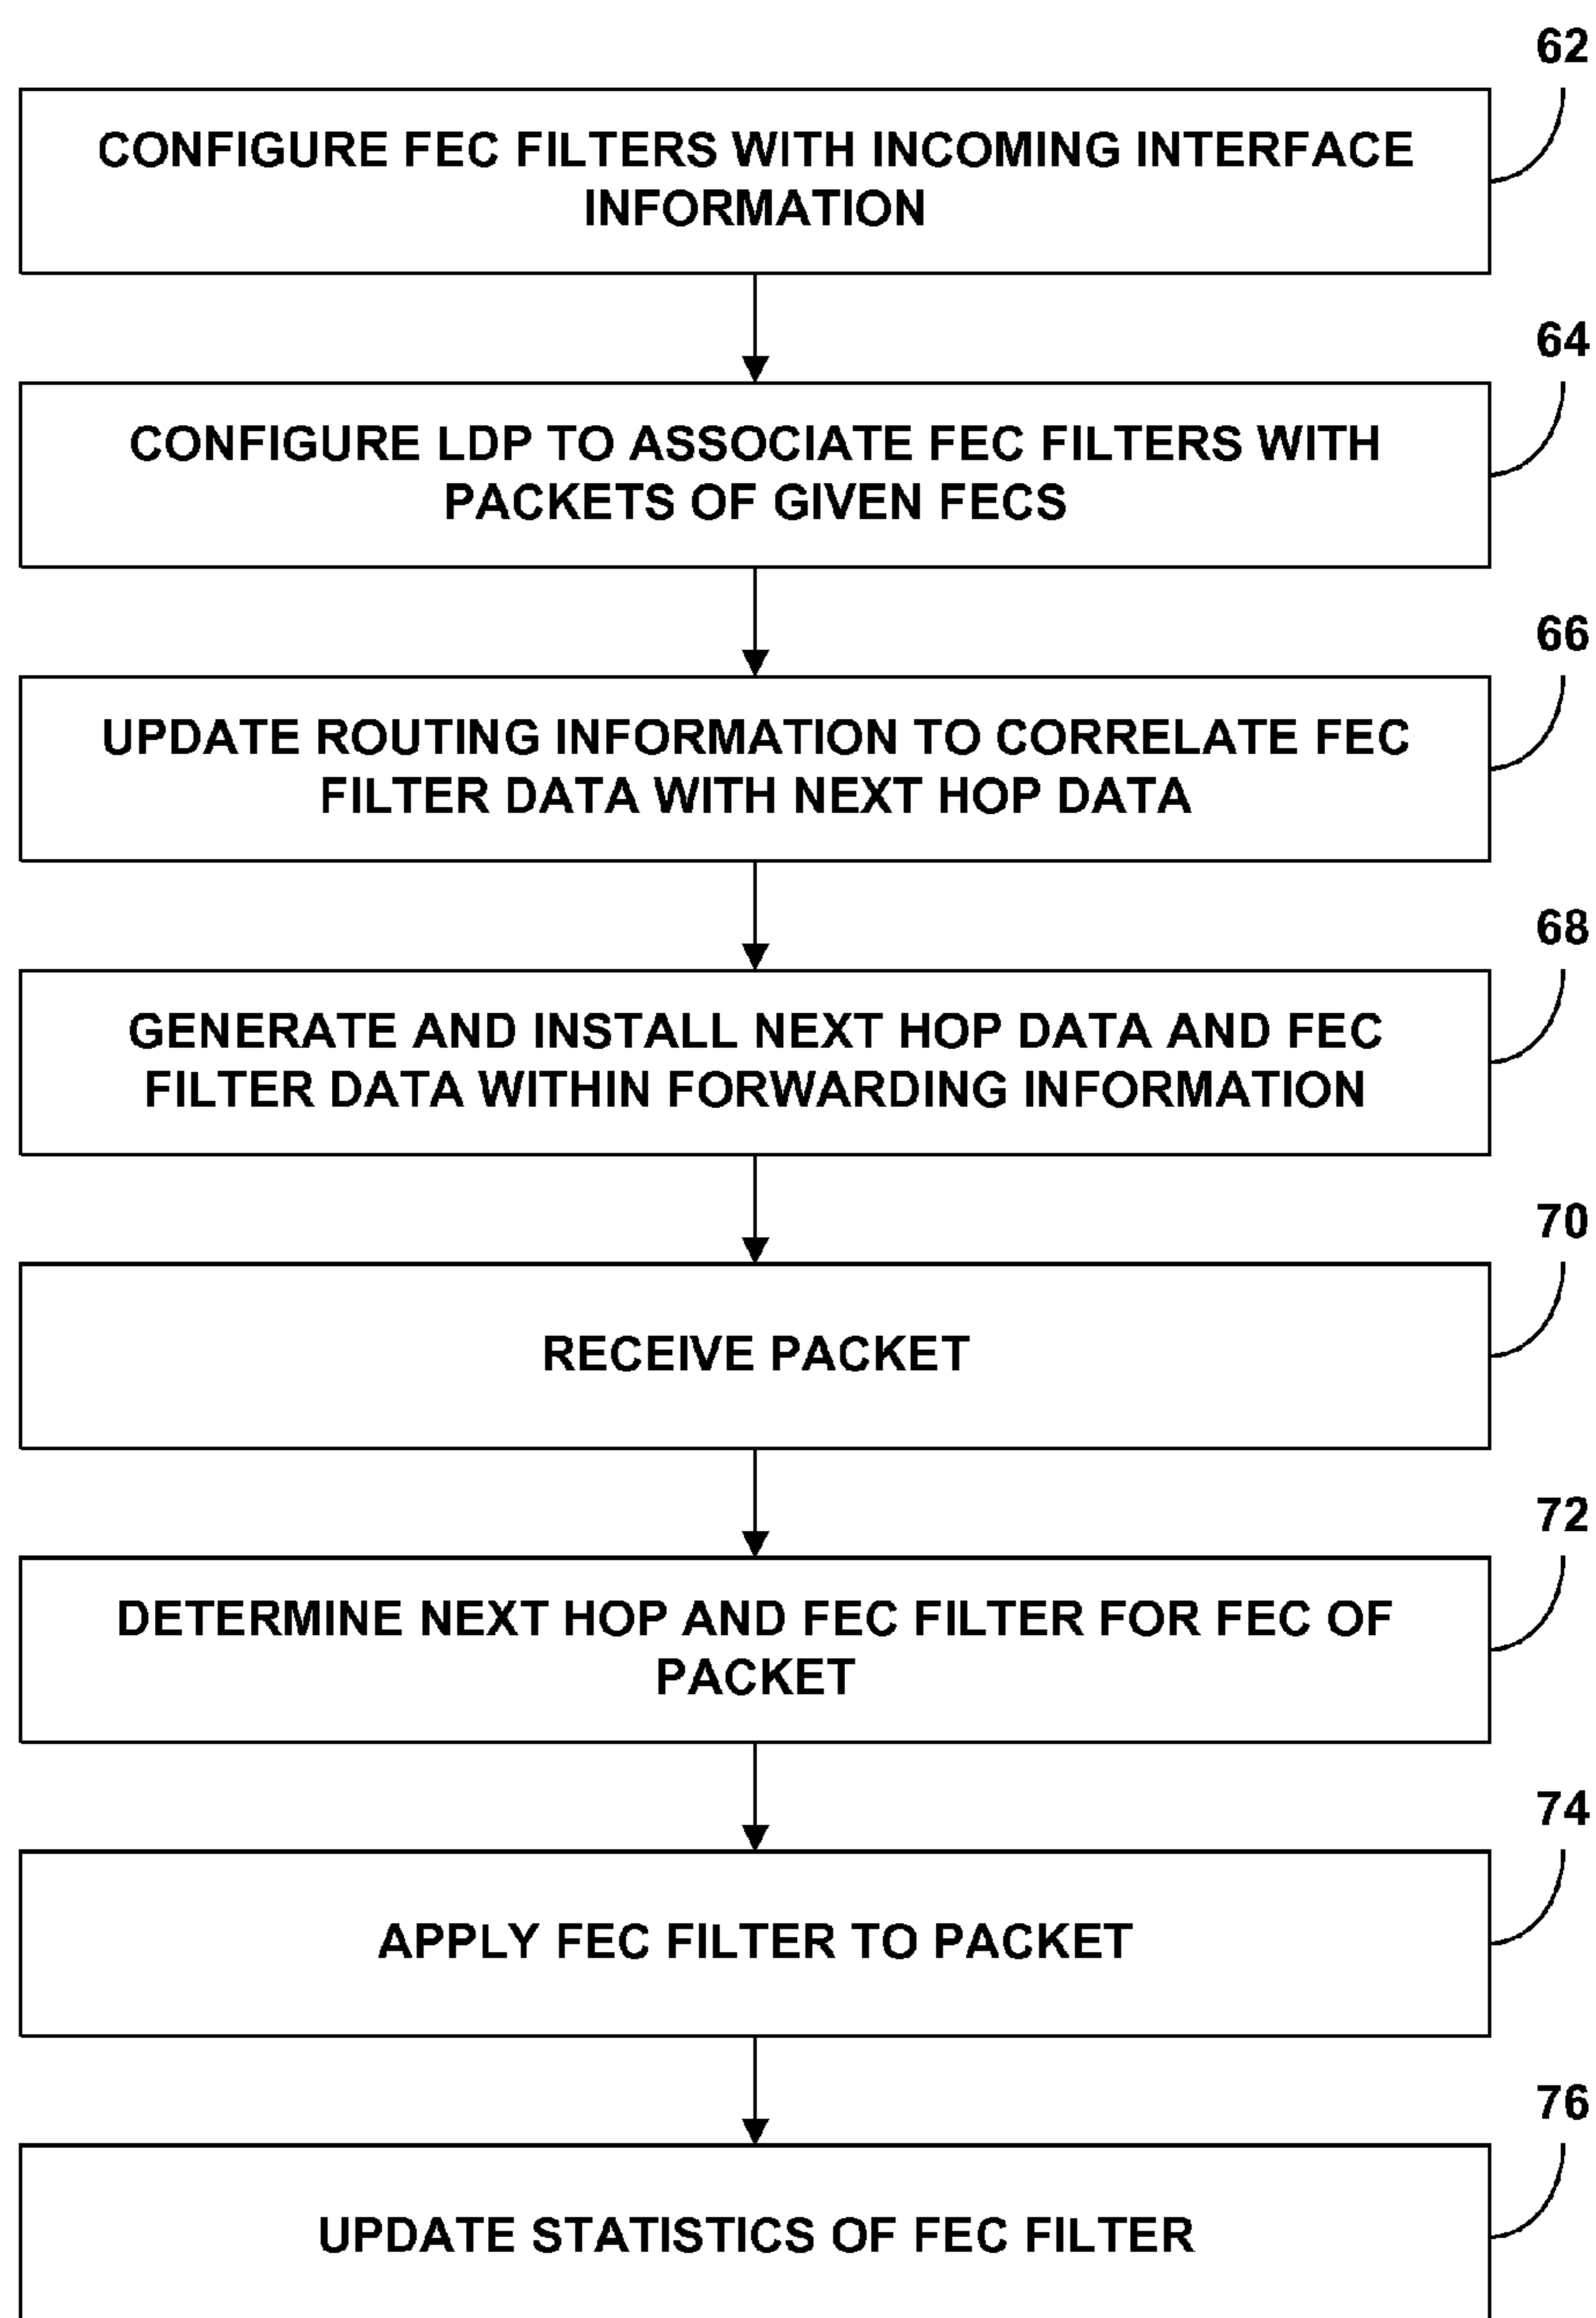 62
CONFIGURE FEC FILTERS WITH INCOMING INTERFACE
INFORMATION
64
CONFIGURE LDP TO ASSOCIATE FEC FILTERS WITH
PACKETS OF GIVEN FECS
66
UPDATE ROUTING INFORMATION TO CORRELATE FEC
FILTER DATA WITH NEXT HOP DATA
68
GENERATE AND INSTALL NEXT HOP DATA AND FEC
FILTER DATA WITHIN FORWARDING INFORMATION
70
RECEIVE PACKET
72
DETERMINE NEXT HOP AND FEC FILTER FOR FEC OF
PACKET
74
APPLY FEC FILTER TO PACKET
76
UPDATE STATISTICS OF FEC FILTER